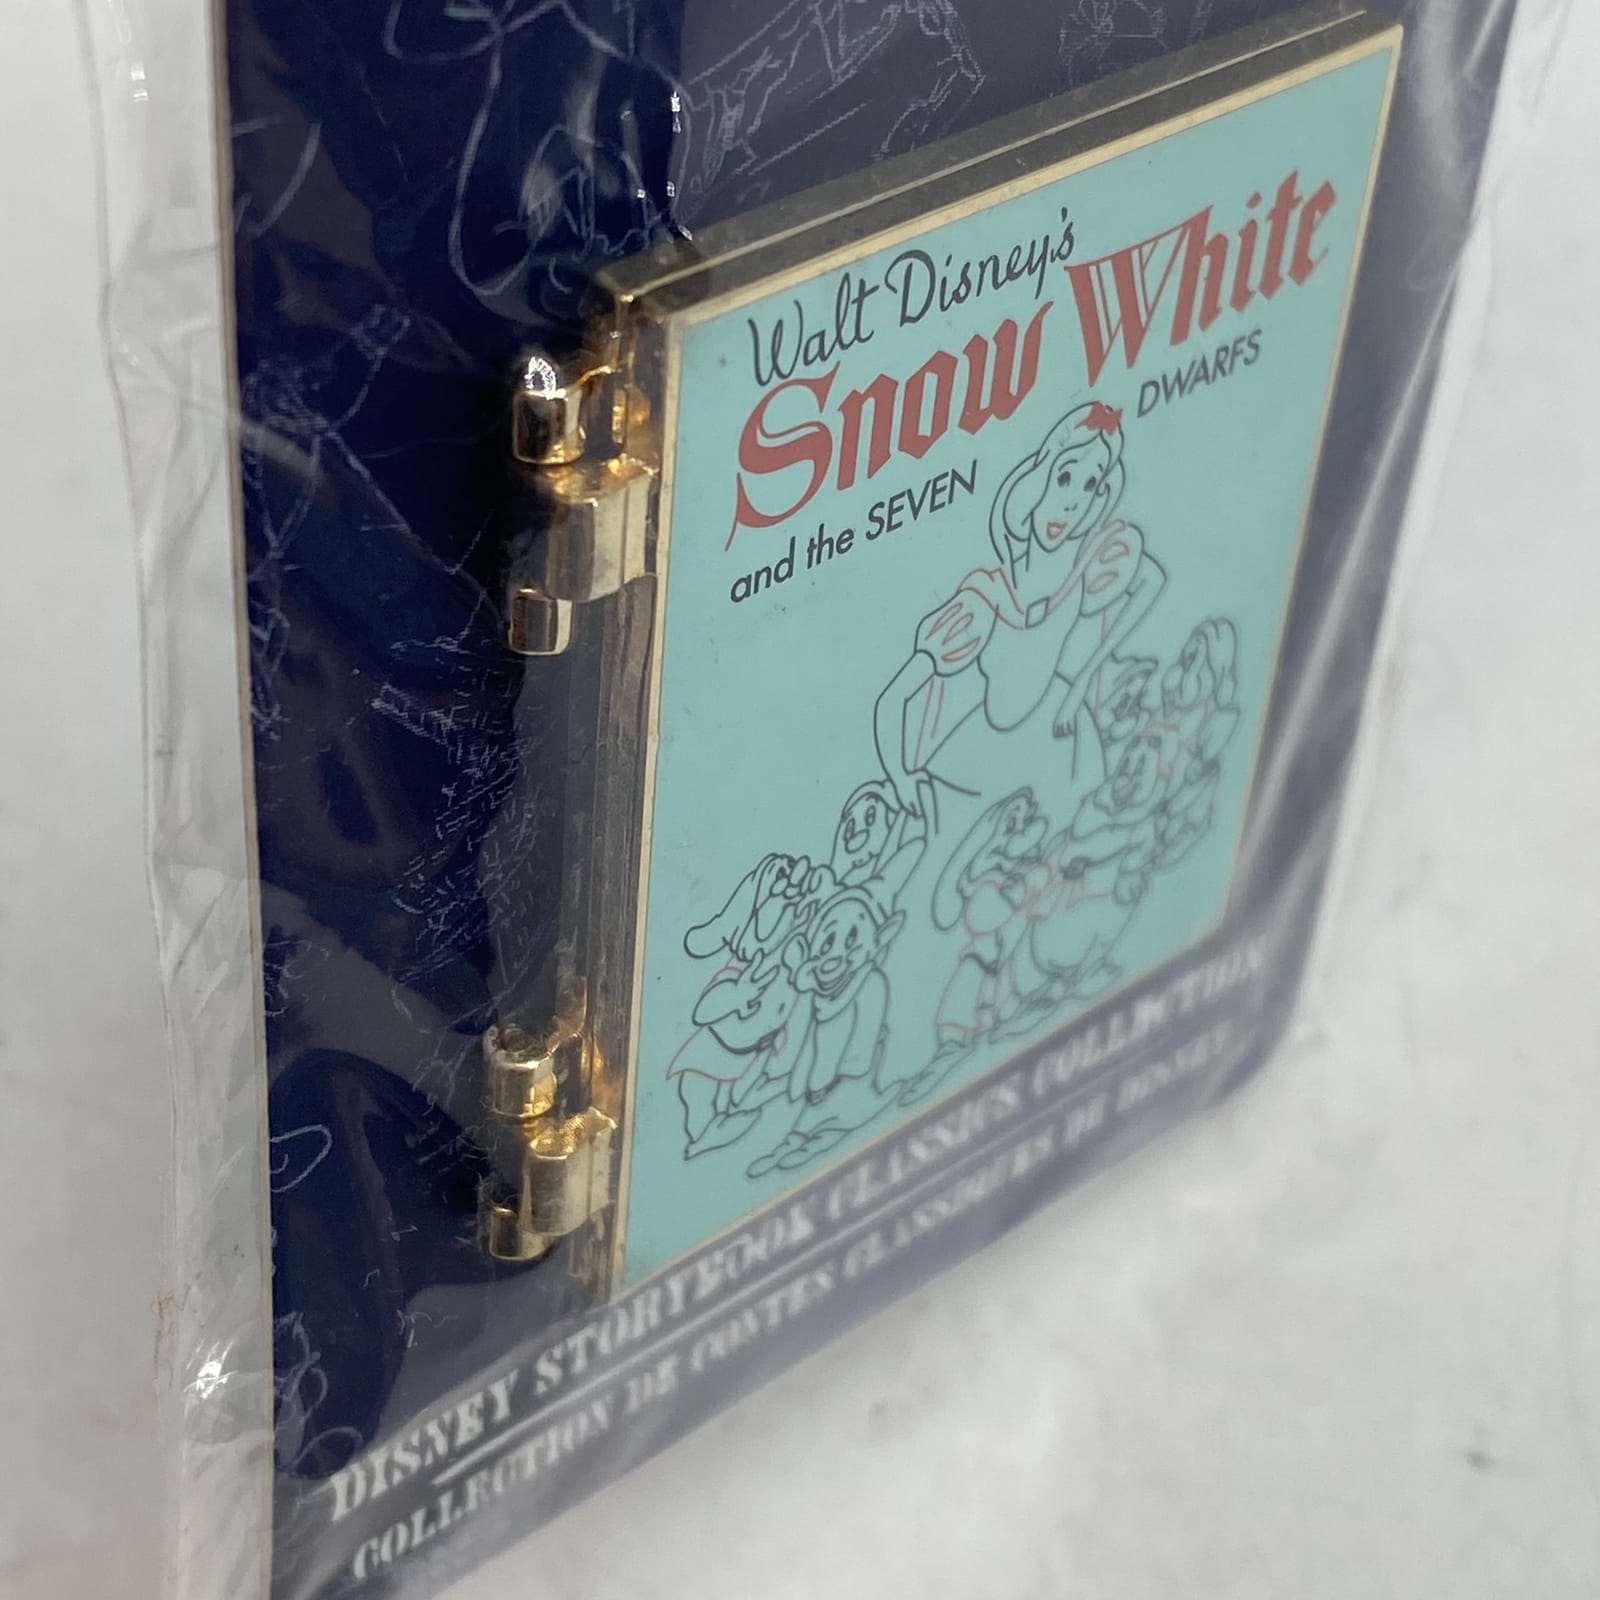 Walt Disney's
Snow White
and the SEVEN DWARFS
DISNEY STORYBOOK CLASSICS COLLECTION
COLLECTION DE CONTES CLASSIQUES DE DISNEY